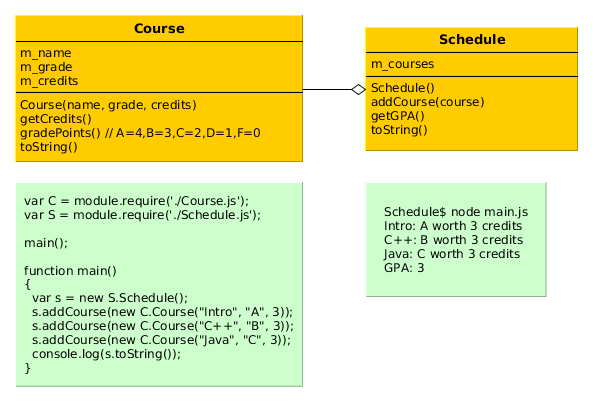 Course
m_name
m_grade
m_credits
Course(name, grade, credits)
getCredits()
gradePoints() // A=4,B=3,C=2,D=1,F=0
toString()
Schedule
m_courses
Schedule()
addCourse(course)
getGPA()
toString()
var C = module.require('./Course.js');
var S = module.require('./Schedule.js');
main();
function main()
{
var s = new S.Schedule();
s.addCourse(new C.Course("Intro", "A", 3));
s.addCourse(new C.Course("C++", "B", 3));
s.addCourse(new C.Course("Java", "C", 3));
console.log(s.toString());
}
Schedule$ node main.js
Intro: A worth 3 credits
C++: B worth 3 credits
Java: C worth 3 credits
GPA: 3